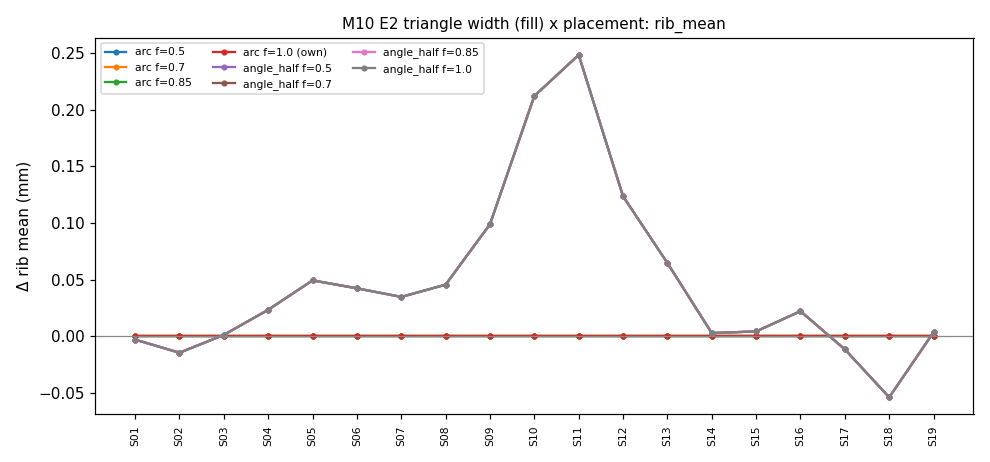 M10 E2 triangle width (fill) x placement: rib_mean
arc f=0.5
arc f=0.7
arc f=0.85
arc f=1.0 (own)
angle_half f=0.5
angle_half f=0.7
angle_half f=0.85
angle_half f=1.0
Δ rib mean (mm)
0.25
0.20
0.15
0.10
0.05
0.00
−0.05
S01
S02
S03
S04
S05
S06
S07
S08
S09
S10
S11
S12
S13
S14
S15
S16
S17
S18
S19